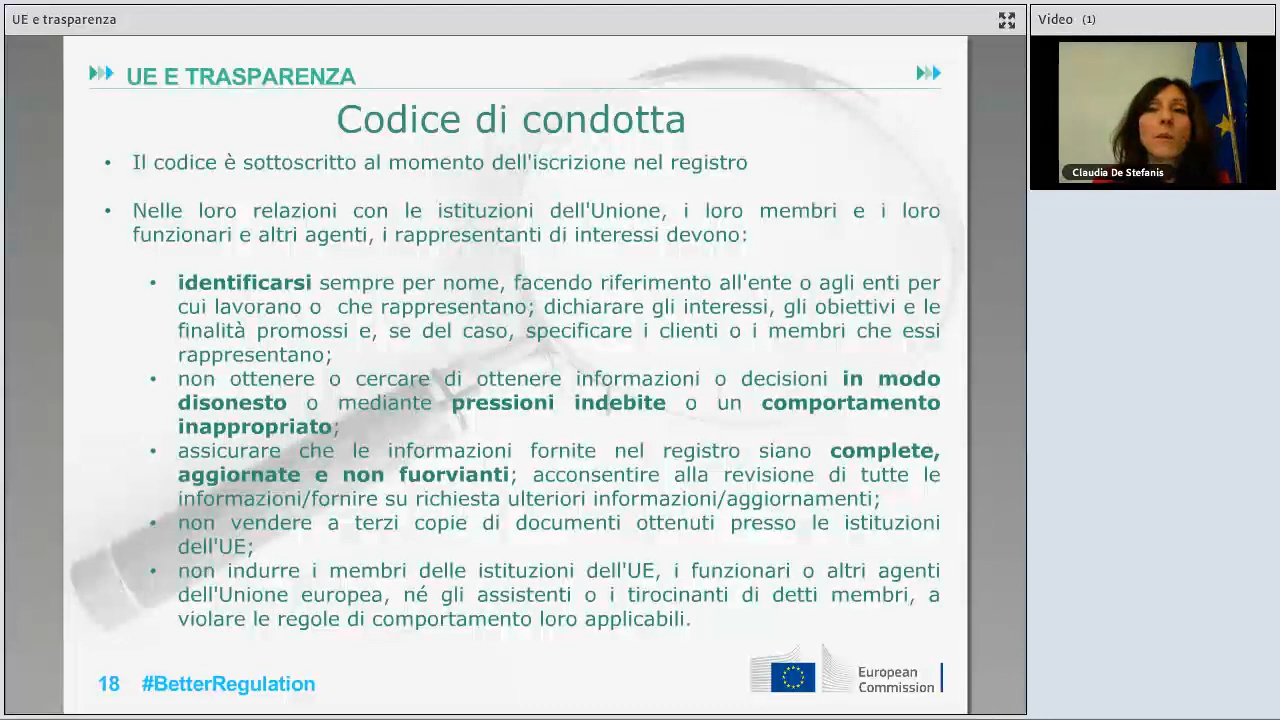 UE e trasparenza
Video (1)
UE E TRASPARENZA
Codice di condotta
Claudia De Stefanis
• Il codice è sottoscritto al momento dell'iscrizione nel registro
• Nelle loro relazioni con le istituzioni dell'Unione, i loro membri e i loro
funzionari e altri agenti, i rappresentanti di interessi devono:
• identificarsi sempre per nome, facendo riferimento all'ente o agli enti per
cui lavorano o che rappresentano; dichiarare gli interessi, gli obiettivi e le
finalità promossi e, se del caso, specificare i clienti o i membri che essi
rappresentano;
• non ottenere o cercare di ottenere informazioni o decisioni in modo
disonesto o mediante pressioni indebite o un comportamento
inappropriato;
• assicurare che le informazioni fornite nel registro siano complete,
aggiornate e non fuorvianti; acconsentire alla revisione di tutte le
informazioni/fornire su richiesta ulteriori informazioni/aggiornamenti;
• non vendere a terzi copie di documenti ottenuti presso le istituzioni
dell'UE;
• non indurre i membri delle istituzioni dell'UE, i funzionari o altri agenti
dell'Unione europea, né gli assistenti o i tirocinanti di detti membri, a
violare le regole di comportamento loro applicabili.
18 #BetterRegulation
European
Commission